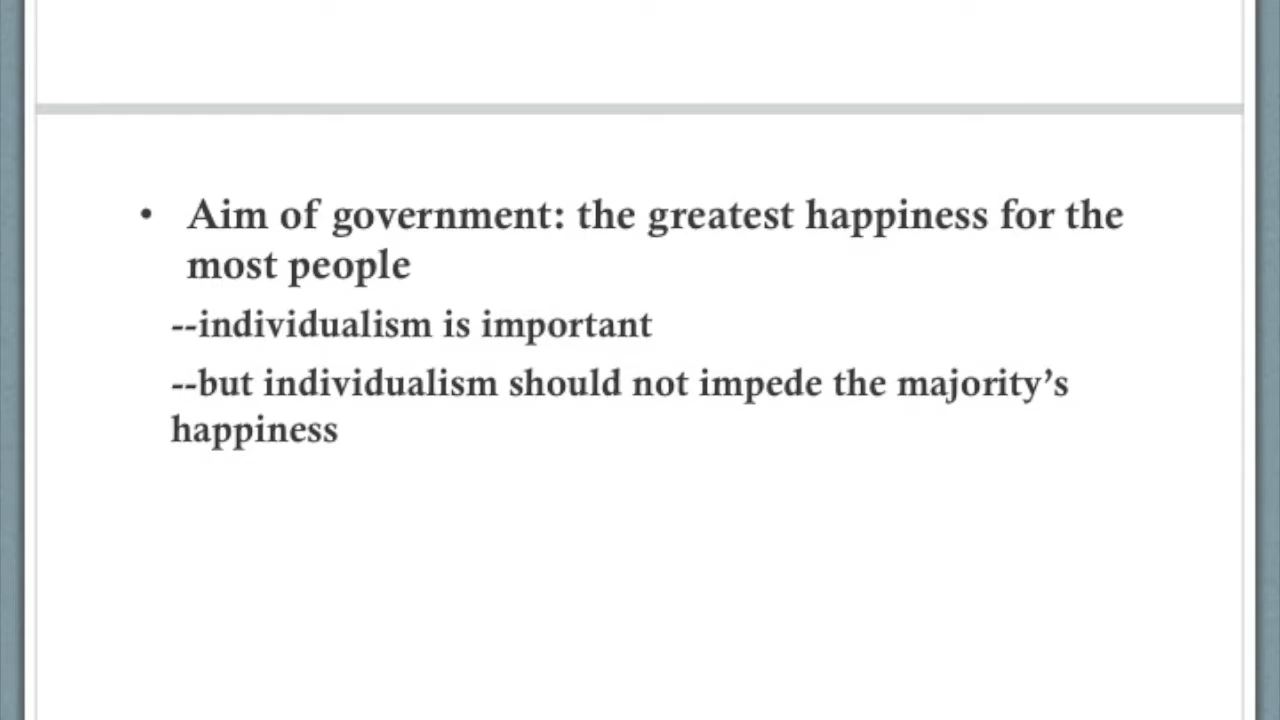 • Aim of government: the greatest happiness for the
most people
--individualism is important
--but individualism should not impede the majority’s
happiness